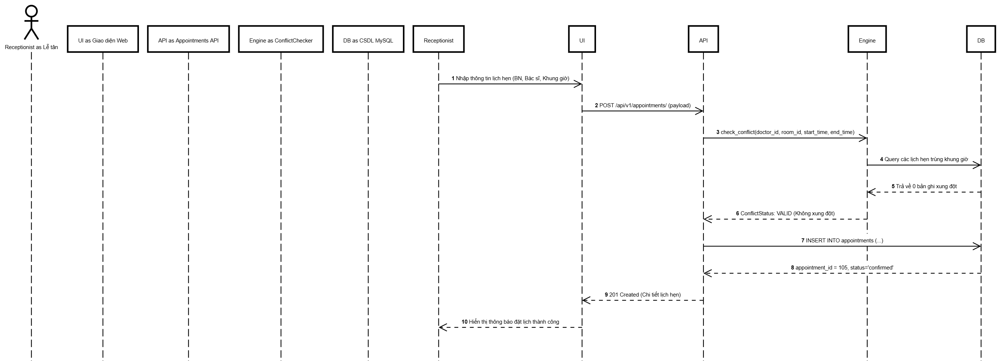 Receptionist as Lễ tân
UI as Giao diện Web
API as Appointments API
Engine as ConflictChecker
DB as CSDL MySQL
Receptionist
UI
API
Engine
DB
1 Nhập thông tin lịch hẹn (BN, Bác sĩ, Khung giờ)
2 POST /api/v1/appointments/ (payload)
3 check_conflict(doctor_id, room_id, start_time, end_time)
4 Query các lịch hẹn trùng khung giờ
5 Trả về 0 bản ghi xung đột
6 ConflictStatus: VALID (Không xung đột)
7 INSERT INTO appointments (...)
8 appointment_id = 105, status='confirmed'
9 201 Created (Chi tiết lịch hẹn)
10 Hiển thị thông báo đặt lịch thành công